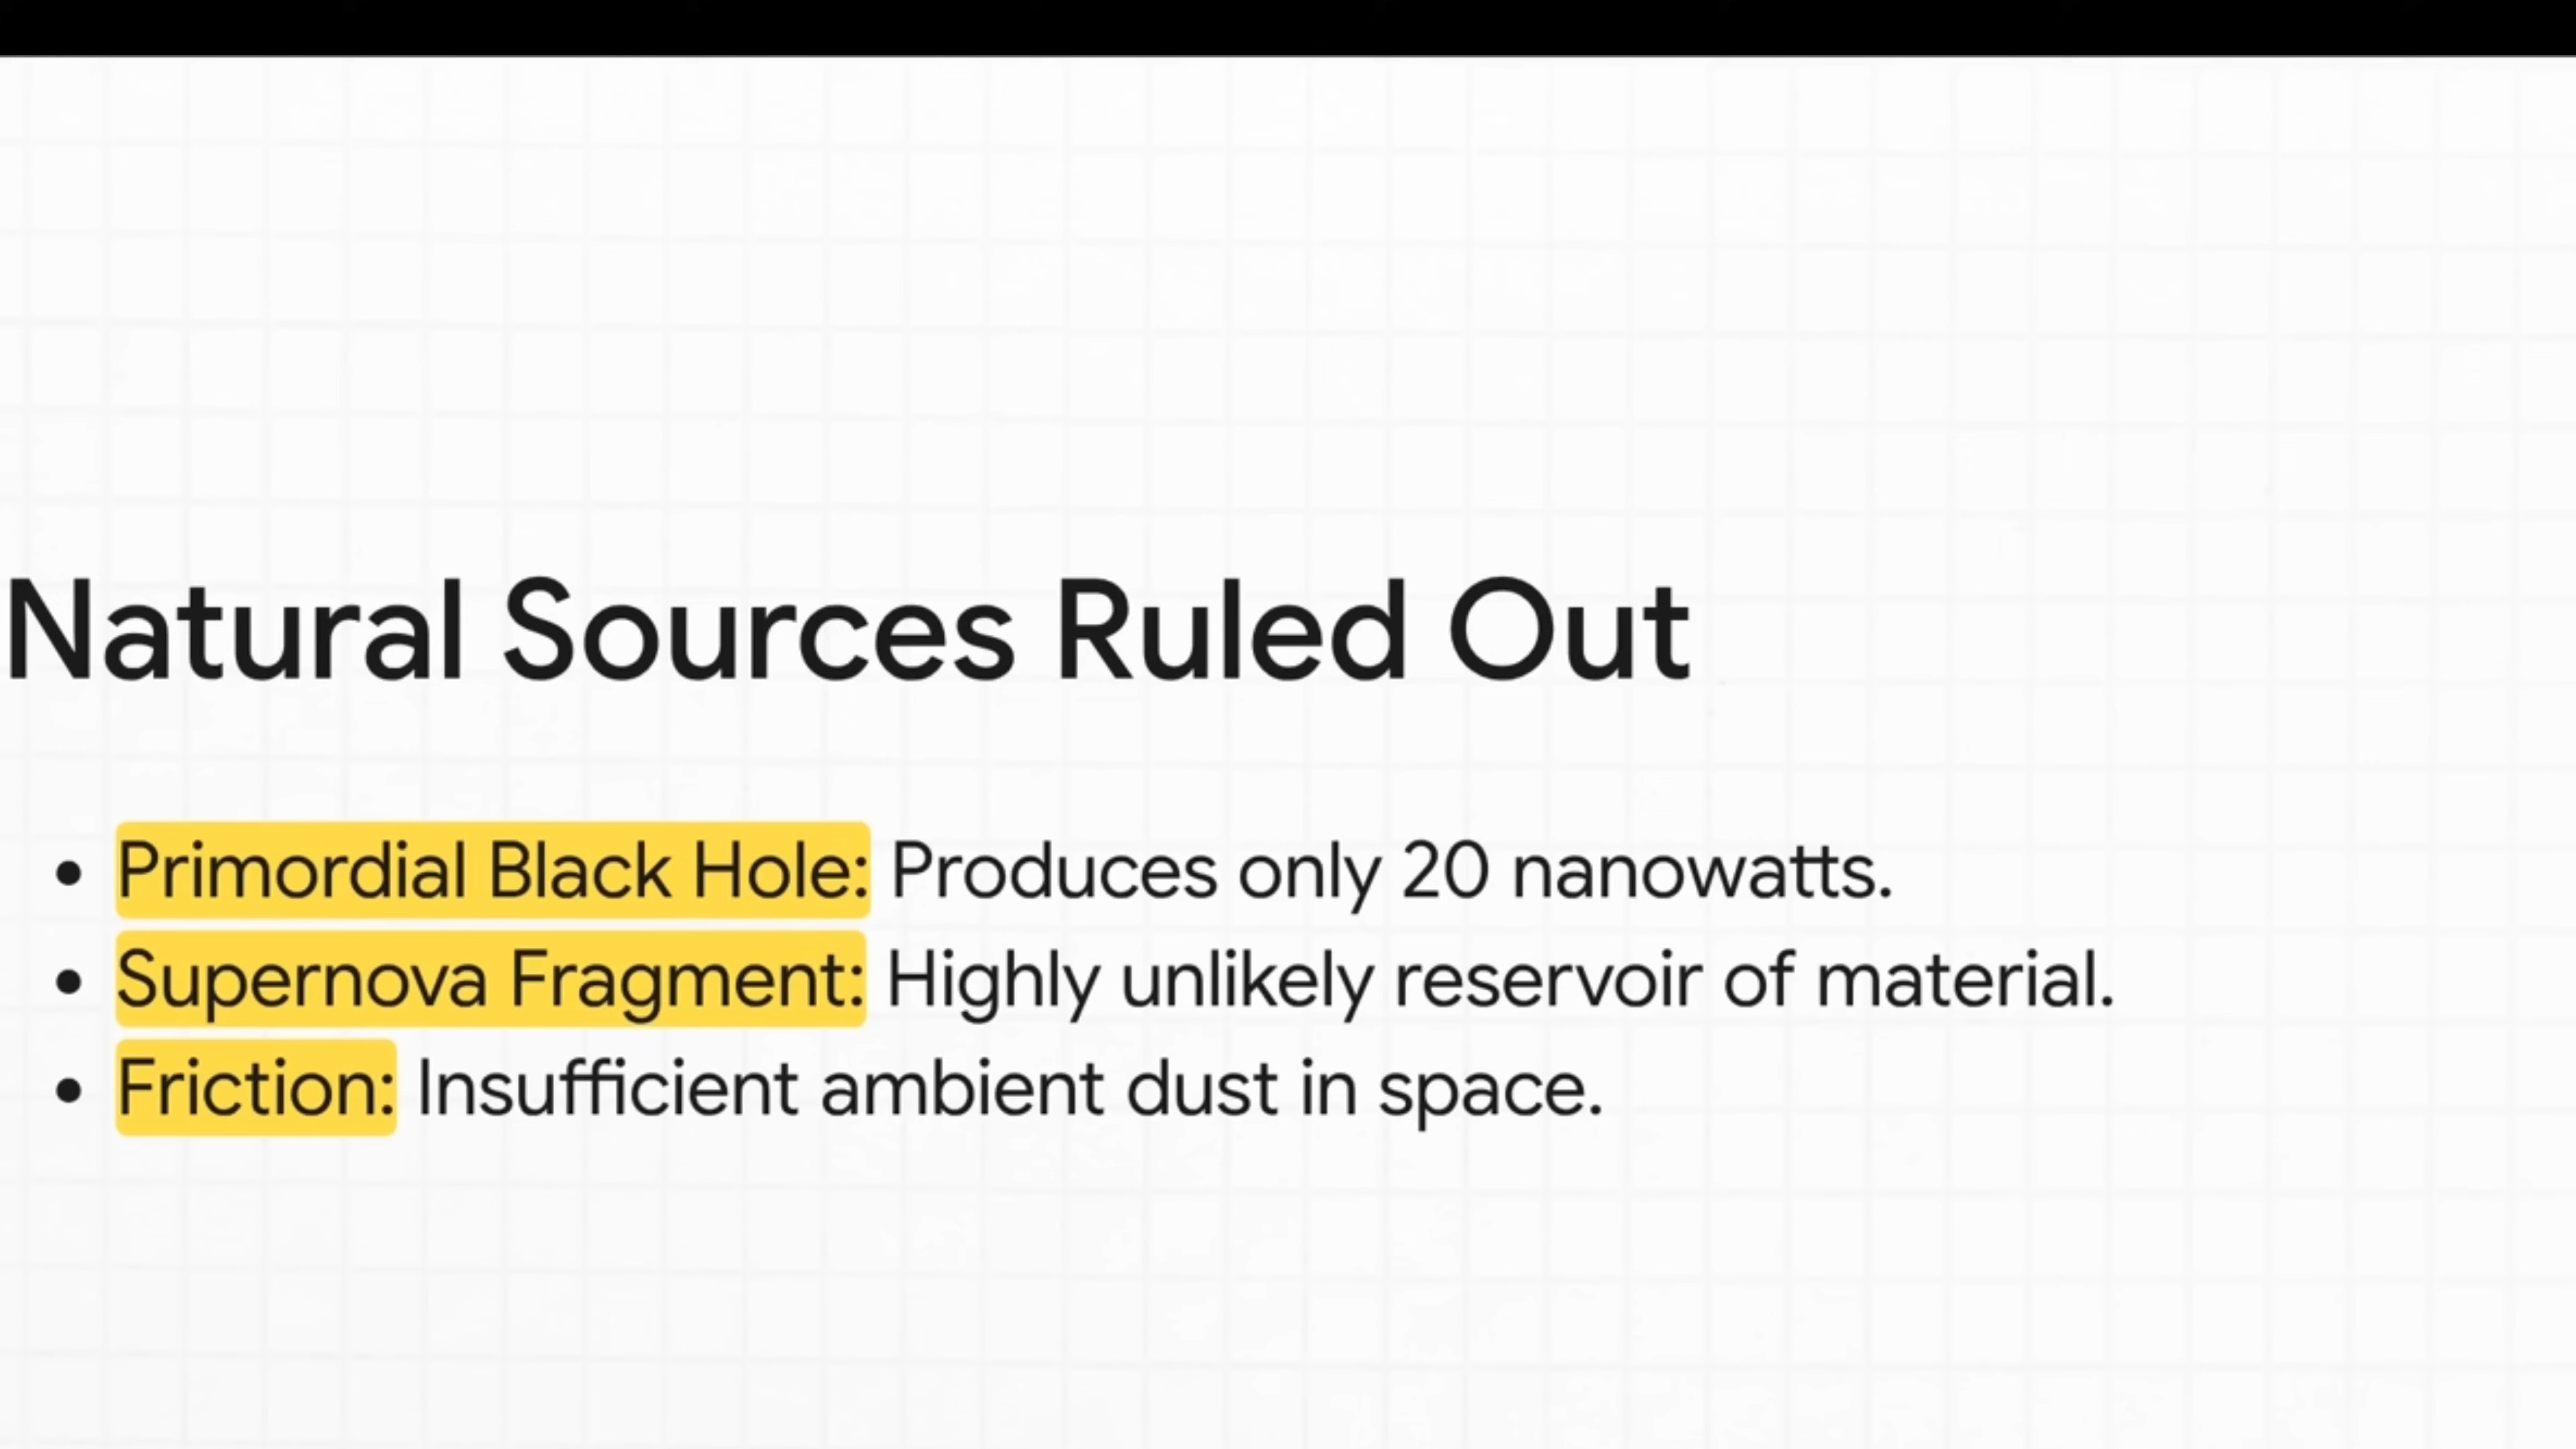 Natural Sources Ruled Out
• Primordial Black Hole: Produces only 20 nanowatts.
• Supernova Fragment: Highly unlikely reservoir of material.
• Friction: Insufficient ambient dust in space.